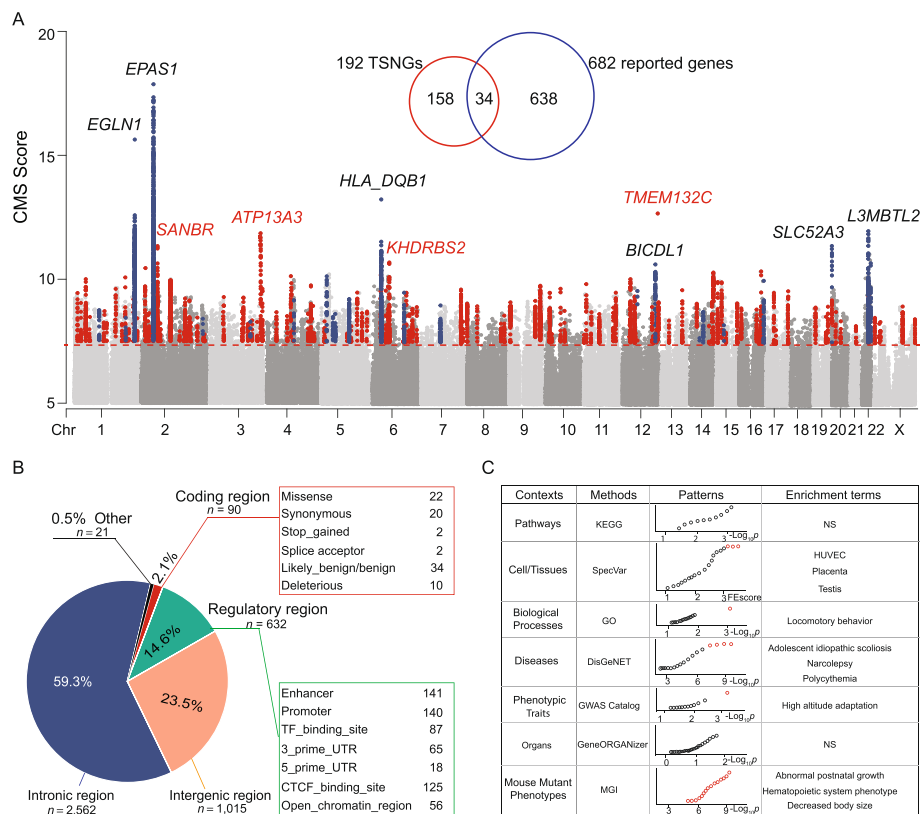 A
20
15
10
5
CMS Score
EPAS1
EGLN1
SANBR
ATP13A3
HLA_DQB1
KHDRBS2
TMEM132C
BICDL1
SLC52A3
L3MBTL2
192 TSNGs
682 reported genes
158
34
638
Chr 1 2 3 4 5 6 7 8 9 10 11 12 13 14 15 16 17 18 19 20 21 22 X
B
0.5% Other
n = 21
Coding region
n = 90
2.1%
Missense 22
Synonymous 20
Stop_gained 2
Splice acceptor 2
Likely_benign/benign 34
Deleterious 10
Regulatory region
n = 632
14.6%
59.3%
23.5%
Enhancer 141
Promoter 140
TF_binding_site 87
3_prime_UTR 65
5_prime_UTR 18
CTCF_binding_site 125
Open_chromatin_region 56
Intronic region
n = 2,562
Intergenic region
n = 1,015
C
Contexts Methods Patterns Enrichment terms
Pathways KEGG NS
1 2 3 -Log10p
Cell/Tissues SpecVar
HUVEC
Placenta
Testis
1 2 3 FEscore
Biological Processes GO Locomotory behavior
1 2 3 -Log10p
Diseases DisGeNET
Adolescent idiopathic scoliosis
Narcolepsy
Polycythemia
3 6 9 -Log10p
Phenotypic Traits GWAS Catalog High altitude adaptation
1 2 3 -Log10p
Organs GeneORGANizer NS
0 1 2 -Log10p
Mouse Mutant Phenotypes MGI
Abnormal postnatal growth
Hematopoietic system phenotype
Decreased body size
3 6 9 -Log10p